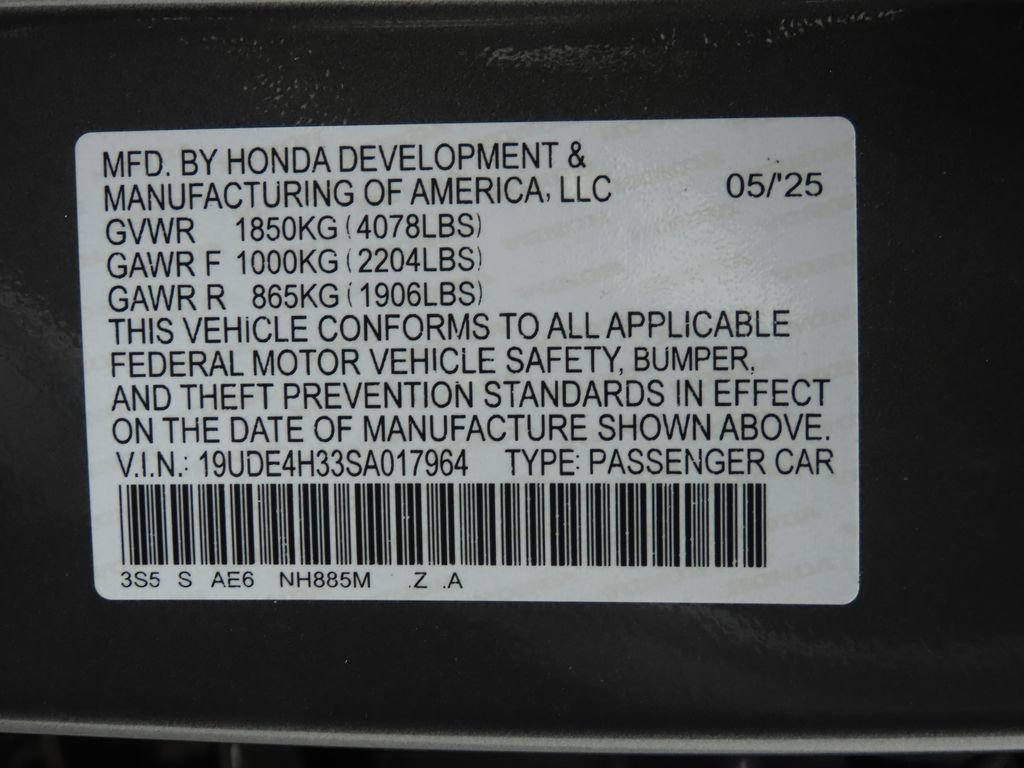 MFD. BY HONDA DEVELOPMENT &
MANUFACTURING OF AMERICA, LLC 05/'25
GVWR 1850KG (4078LBS)
GAWR F 1000KG (2204LBS)
GAWR R 865KG (1906LBS)
THIS VEHICLE CONFORMS TO ALL APPLICABLE
FEDERAL MOTOR VEHICLE SAFETY, BUMPER,
AND THEFT PREVENTION STANDARDS IN EFFECT
ON THE DATE OF MANUFACTURE SHOWN ABOVE.
V.I.N.: 19UDE4H33SA017964 TYPE: PASSENGER CAR
3S5 S AE6 NH885M .Z .A